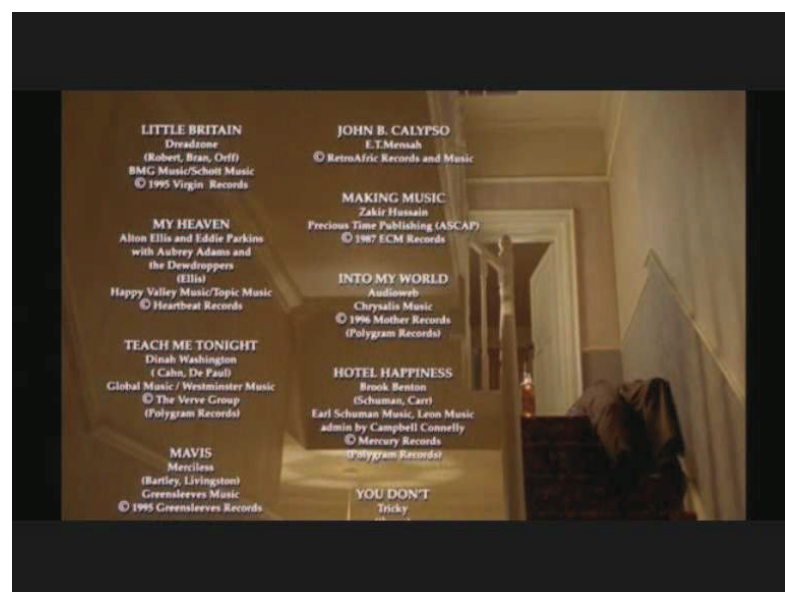 LITTLE BRITAIN
Dreadzone
(Robert, Bran, Orff)
BMG Music/Schott Music
© 1995 Virgin Records
MY HEAVEN
Alton Ellis and Eddie Parkins
with Aubrey Adams and
the Dewdroppers
(Ellis)
Happy Valley Music/Topic Music
© Heartbeat Records
TEACH ME TONIGHT
Dinah Washington
( Cahn, De Paul)
Global Music / Westminster Music
© The Verve Group
(Polygram Records)
MAVIS
Merciless
(Bartley, Livingston)
Greensleeves Music
© 1995 Greensleeves Records
JOHN B. CALYPSO
E.T.Mensah
© RetroAfric Records and Music
MAKING MUSIC
Zakir Hussain
Precious Time Publishing (ASCAP)
© 1987 ECM Records
INTO MY WORLD
Audioweb
Chrysalis Music
© 1996 Mother Records
(Polygram Records)
HOTEL HAPPINESS
Brook Benton
(Schuman, Carr)
Earl Schuman Music, Leon Music
admin by Campbell Connelly
© Mercury Records
(Polygram Records)
YOU DON'T
Tricky